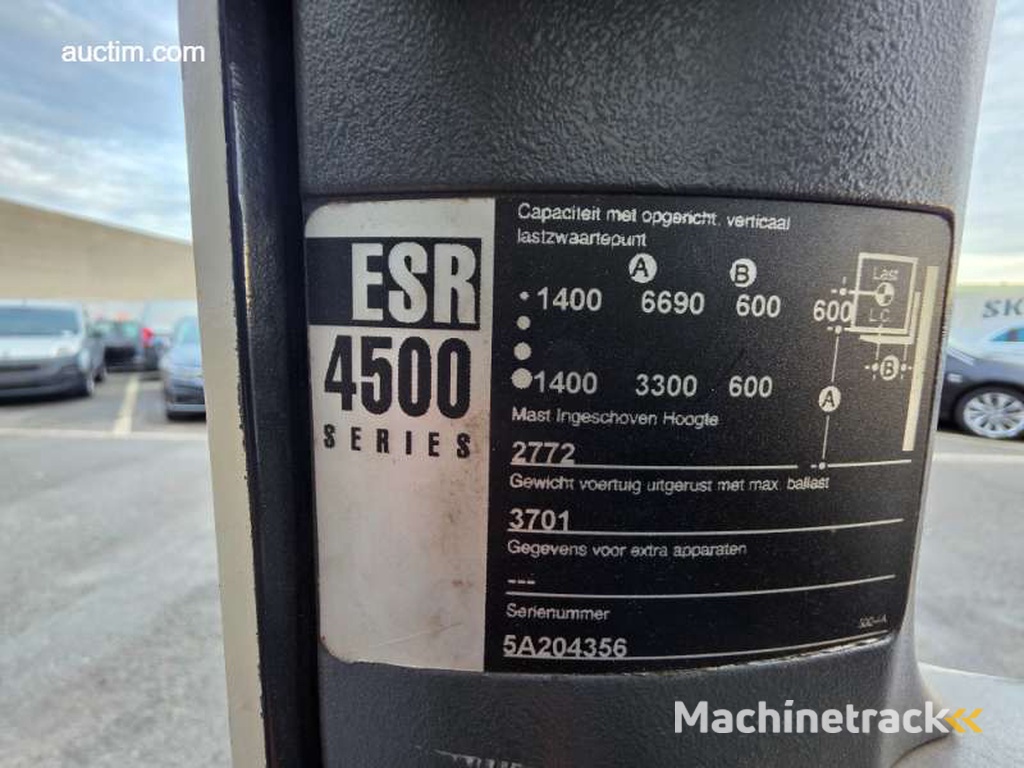 auctim.com
ESR
4500
SERIES
Capaciteit met opgericht. verticaal
lastzwaartepunt
A B
1400 6690 600 600
Last
L.C.
1400 3300 600
B
A
Mast Ingeschoven Hoogte
2772
Gewicht voertuig uitgerust met max. ballast
3701
Gegevens voor extra apparaten
---
Serienummer
5A204356
SK
Machinetrack